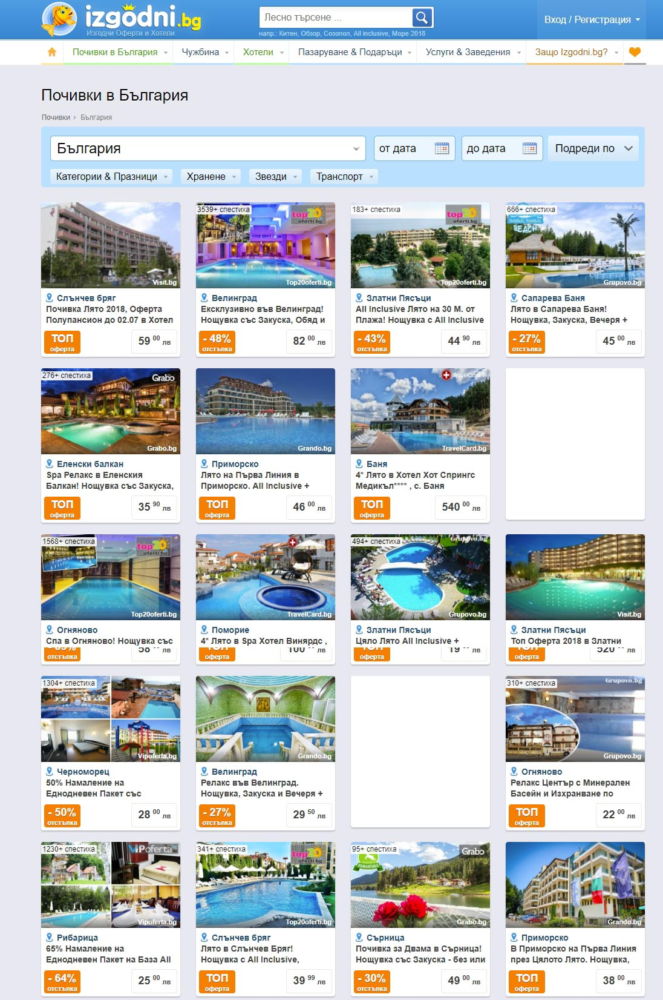 izgodni.bg
Изгодни Оферти и Хотели
Лесно търсене ...
напр.: Китен, Обзор, Созопол, All inclusive, Море 2018
Вход / Регистрация
Почивки в България
Чужбина
Хотели
Пазаруване & Подаръци
Услуги & Заведения
Защо Izgodni.bg?
Почивки в България
Почивки › България
България
от дата
до дата
Подреди по
Категории & Празници
Хранене
Звезди
Транспорт
Visit.bg
Слънчев бряг
Почивка Лято 2018, Оферта
Полупансион до 02.07 в Хотел
ТОП
оферта
59 00 лв
3539+ спестиха
top20
oferti.bg
Top20oferti.bg
Велинград
Ексклузивно във Велинград!
Нощувка със Закуска, Обяд и
- 48%
отстъпка
82 00 лв
183+ спестиха
top20
oferti.bg
Top20oferti.bg
Златни Пясъци
All Inclusive Лято на 30 М. от
Плажа! Нощувка с All Inclusive
- 43%
отстъпка
44 90 лв
666+ спестиха
Grupovo.bg
BEACH
Grupovo.bg
Сапарева Баня
Лято в Сапарева Баня!
Нощувка, Закуска, Вечеря +
- 27%
отстъпка
45 00 лв
276+ спестиха
Grabo
Grabo.bg
Еленски балкан
Spa Релакс в Еленския
Балкан! Нощувка със Закуска,
ТОП
оферта
35 90 лв
Grando.bg
Приморско
Лято на Първа Линия в
Приморско. All Inclusive +
ТОП
оферта
46 00 лв
TravelCard
TravelCard.bg
Баня
4* Лято в Хотел Хот Спрингс
Медикъл**** , с. Баня
ТОП
оферта
540 00 лв
1568+ спестиха
top20
oferti.bg
Top20oferti.bg
Огняново
Спа в Огняново! Нощувка със
отстъпка
58 лв
TravelCard.bg
Поморие
4* Лято в Spa Хотел Винярдс ,
ТОП
оферта
100 лв
494+ спестиха
Grupovo.bg
Grupovo.bg
Златни Пясъци
Цяло Лято All Inclusive +
ТОП
оферта
19 лв
Visit.bg
Златни Пясъци
Топ Оферта 2018 в Златни
ТОП
оферта
520 лв
1304+ спестиха
Vipoferta.bg
Черноморец
50% Намаление на
Еднодневен Пакет със
- 50%
отстъпка
28 00 лв
Grando.bg
Велинград
Релакс във Велинград.
Нощувка, Закуска и Вечеря +
- 27%
отстъпка
29 50 лв
310+ спестиха
Grupovo.bg
Grupovo.bg
Огняново
Релакс Център с Минерален
Басейн и Изхранване по
ТОП
оферта
22 00 лв
1230+ спестиха
ViPoferta
Vipoferta.bg
Рибарица
65% Намаление на
Еднодневен Пакет на База All
- 64%
отстъпка
25 00 лв
341+ спестиха
top20
oferti.bg
Top20oferti.bg
Слънчев бряг
Лято в Слънчев Бряг!
Нощувка с All Inclusive,
ТОП
оферта
39 99 лв
95+ спестиха
Grabo
РОМАНТИКА
Grabo.bg
Сърница
Почивка за Двама в Сърница!
Нощувка със Закуска - без или
- 30%
отстъпка
49 00 лв
Grando.bg
Приморско
В Приморско на Първа Линия
през Цялото Лято. Нощувка,
ТОП
оферта
38 00 лв